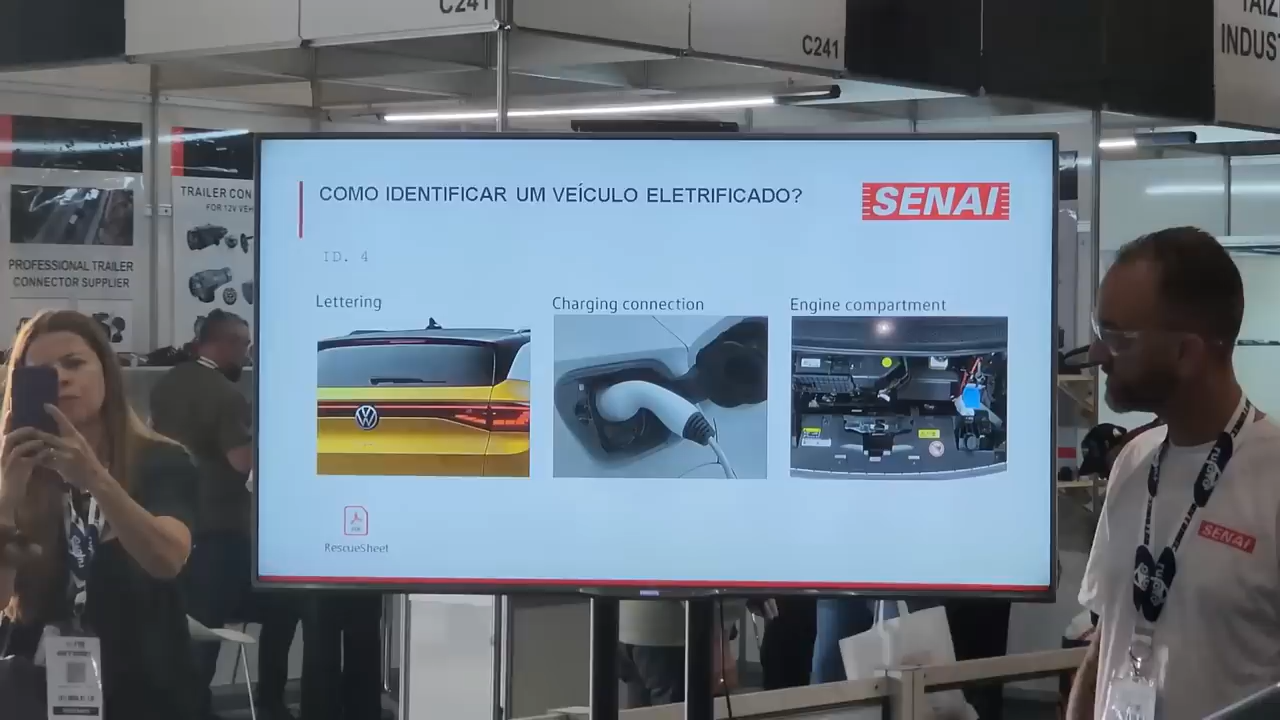 C241
C241
TAIZ
INDUS
TRAILER CON
FOR 12V VEH
PROFESSIONAL TRAILER
CONNECTOR SUPPLIER
COMO IDENTIFICAR UM VEÍCULO ELETRIFICADO?
SENAI
ID. 4
Lettering
Charging connection
Engine compartment
RescueSheet
SENAI